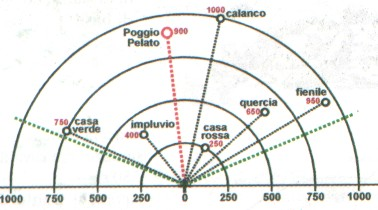 1000
calanco
Poggio
Pelato
900
fienile
950
quercia
650
750
casa
verde
impluvio
400
casa
rossa
250
1000
750
500
250
0
250
500
750
1000